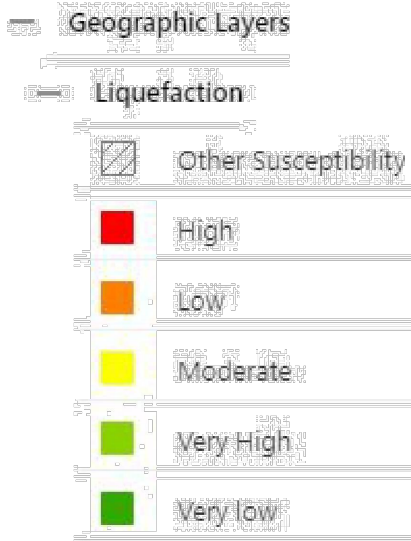 Geographic Layers
Liquefaction
Other Susceptibility
High
Low
Moderate
Very High
Very low